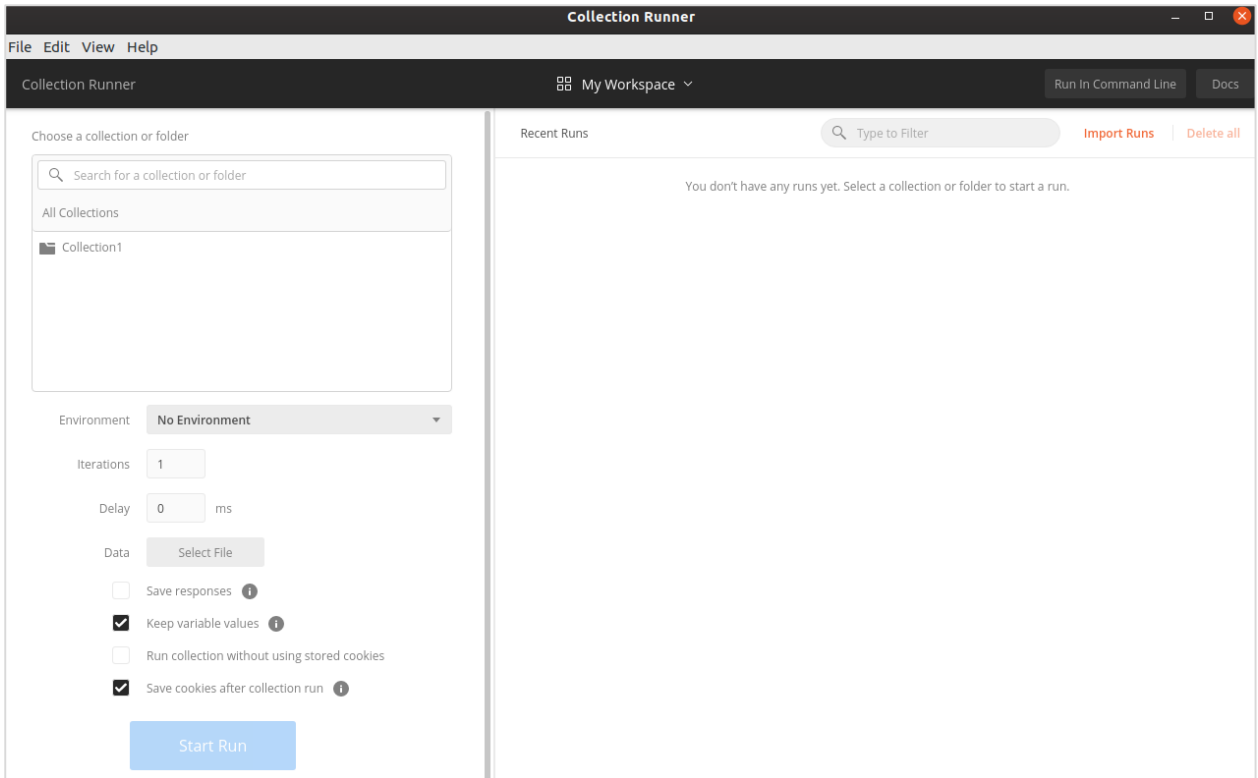 Collection Runner
File Edit View Help
Collection Runner
My Workspace
Run In Command Line
Docs
Choose a collection or folder
Search for a collection or folder
All Collections
Collection1
Environment No Environment
Iterations 1
Delay 0 ms
Data Select File
Save responses
Keep variable values
Run collection without using stored cookies
Save cookies after collection run
Start Run
Recent Runs
Type to Filter
Import Runs
Delete all
You don't have any runs yet. Select a collection or folder to start a run.